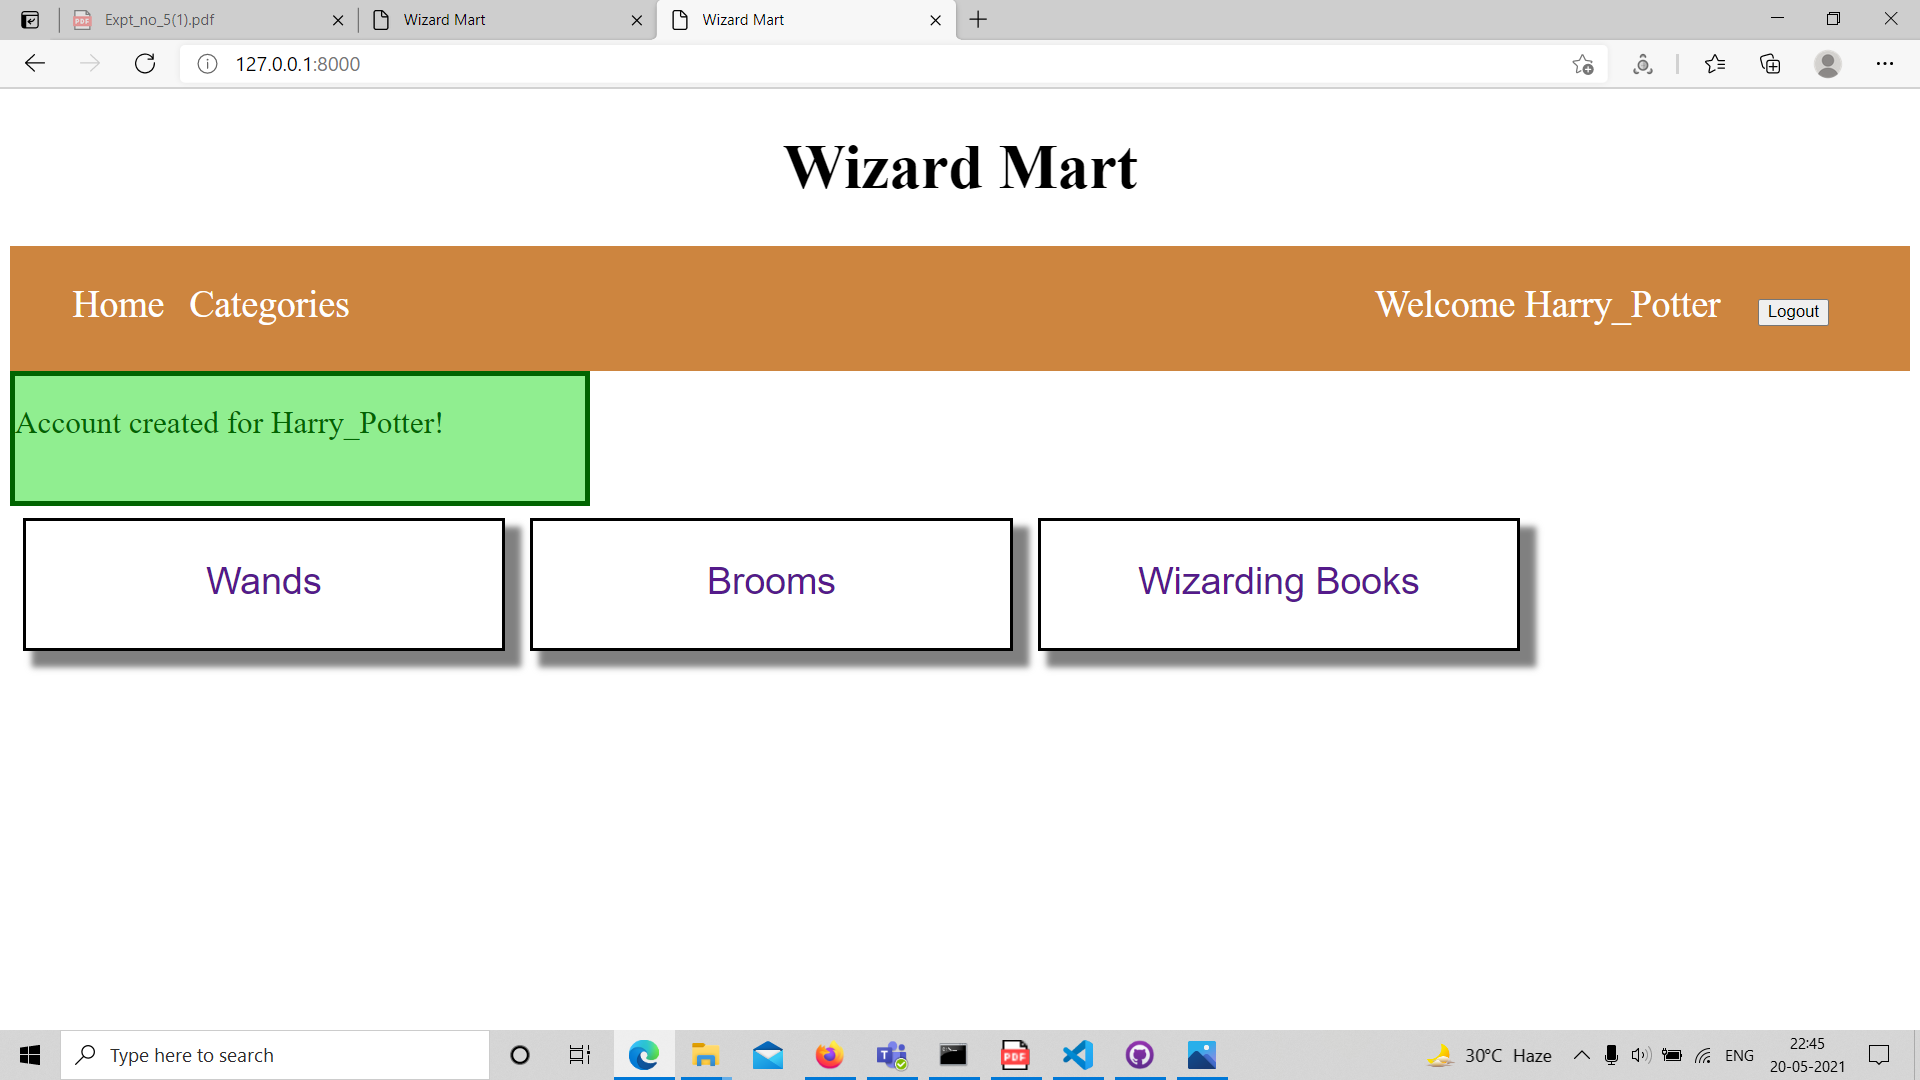 Expt_no_5(1).pdf
Wizard Mart
Wizard Mart
127.0.0.1:8000
Wizard Mart
Home Categories Welcome Harry_Potter Logout
Account created for Harry_Potter!
Wands Brooms Wizarding Books
Type here to search
PDF
30°C Haze
ENG
22:45
20-05-2021